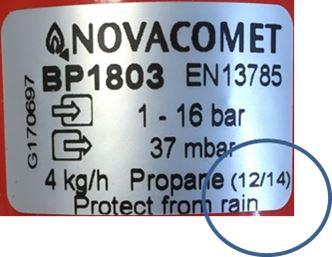 NOVACOMET
BP1803 EN13785
G170697
1 - 16 bar
37 mbar
4 kg/h Propane (12/14)
Protect from rain